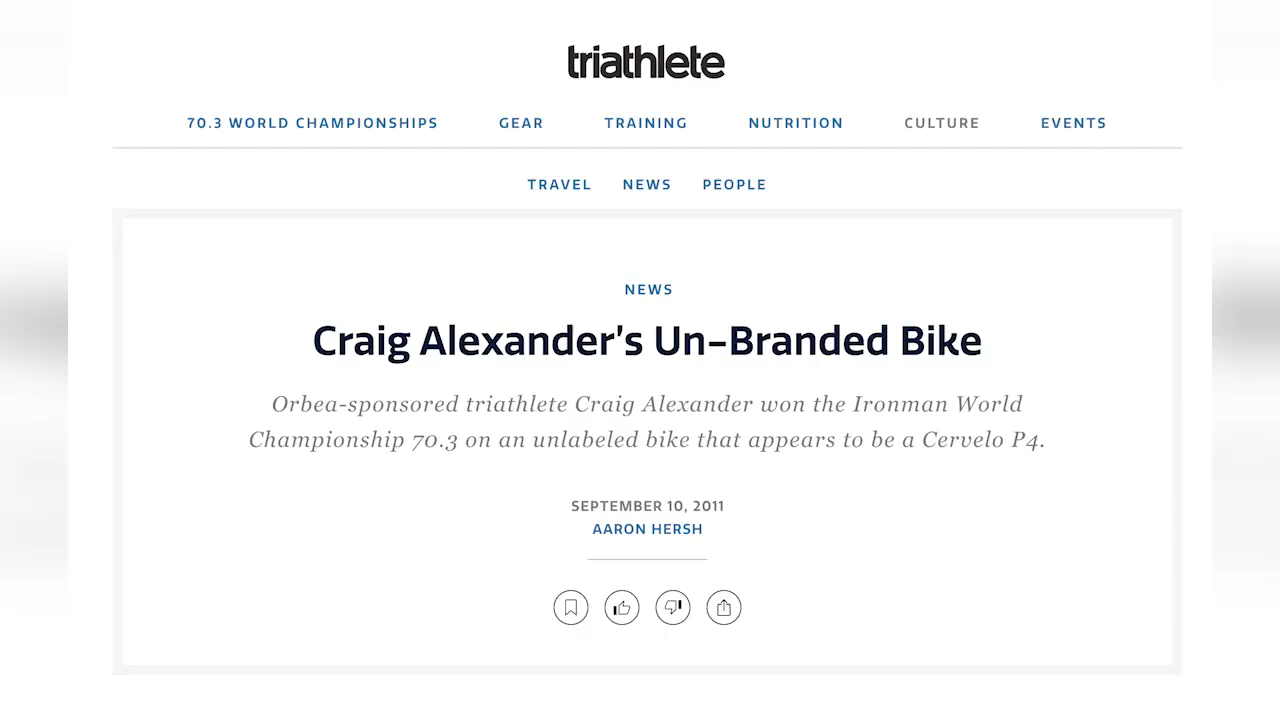 triathlete
70.3 WORLD CHAMPIONSHIPS GEAR TRAINING NUTRITION CULTURE EVENTS
TRAVEL NEWS PEOPLE
NEWS
Craig Alexander's Un-Branded Bike
Orbea-sponsored triathlete Craig Alexander won the Ironman World
Championship 70.3 on an unlabeled bike that appears to be a Cervelo P4.
SEPTEMBER 10, 2011
AARON HERSH